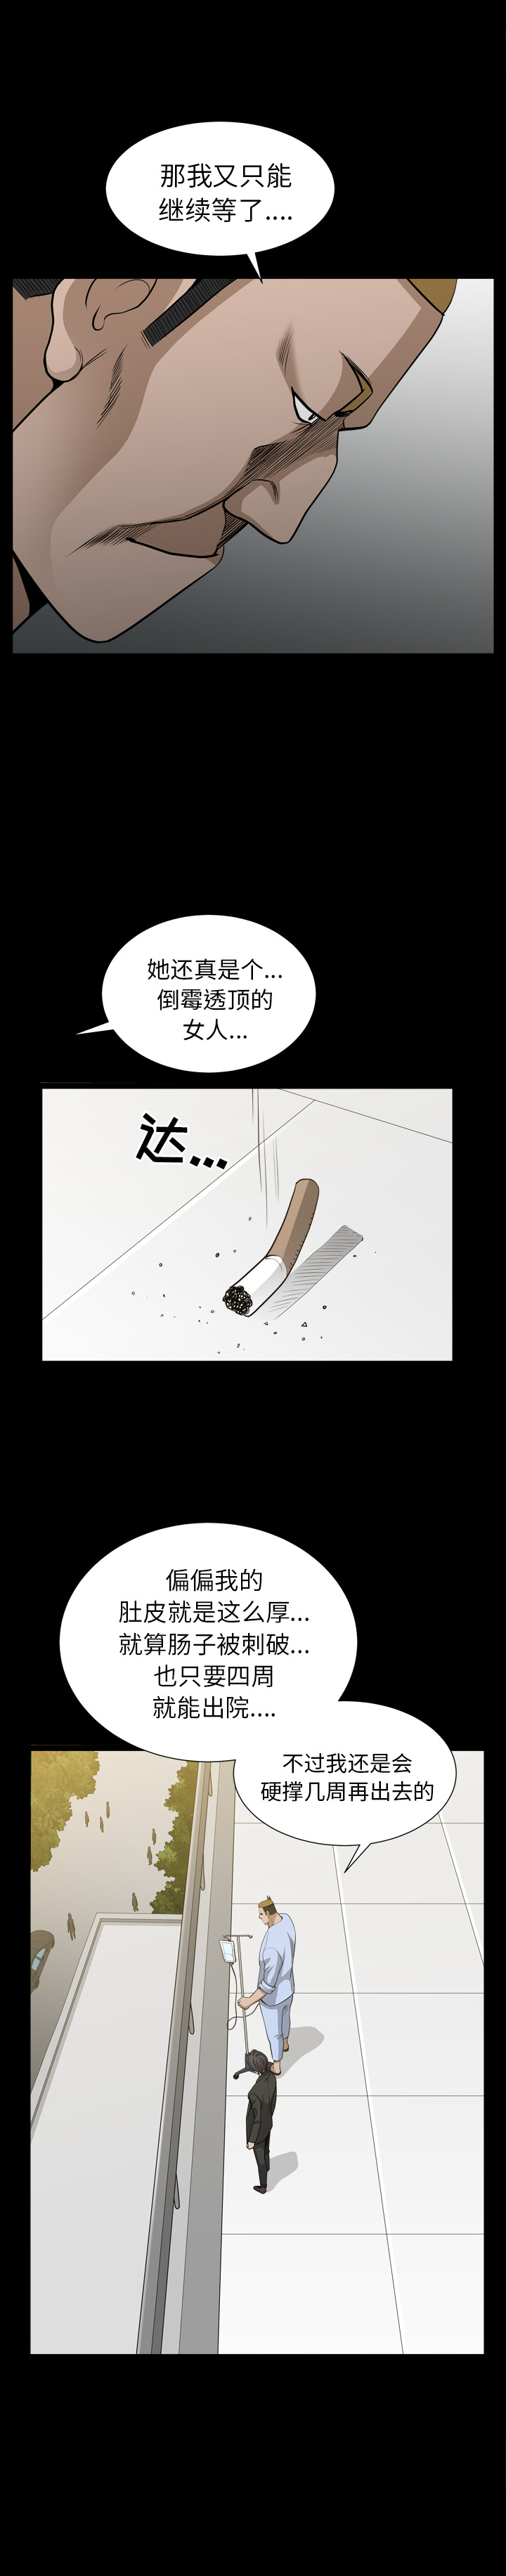 那我又只能
继续等了....
她还真是个...
倒霉透顶的
女人...
达...
偏偏我的
肚皮就是这么厚...
就算肠子被刺破...
也只要四周
就能出院....
不过我还是会
硬撑几周再出去的